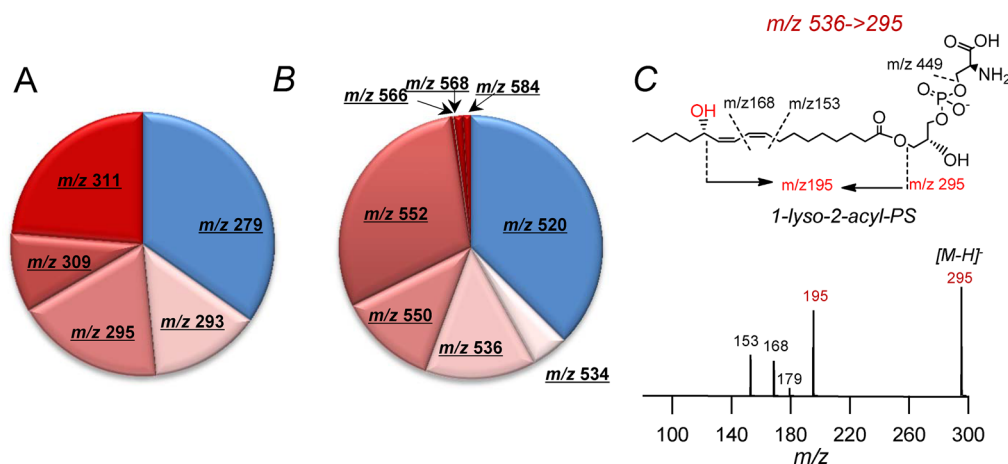 A
m/z 311
m/z 279
m/z 309
m/z 295
m/z 293
B
m/z 568
m/z 566
m/z 584
m/z 552
m/z 520
m/z 550
m/z 536
m/z 534
m/z 536->295
C
O
OH
m/z 449
NH₂
O
O
P
O⁻
O
OH
m/z168
m/z153
O
O
OH
m/z195
m/z 295
1-lyso-2-acyl-PS
[M-H]⁻
295
195
153
168
179
100
140
180
220
260
300
m/z